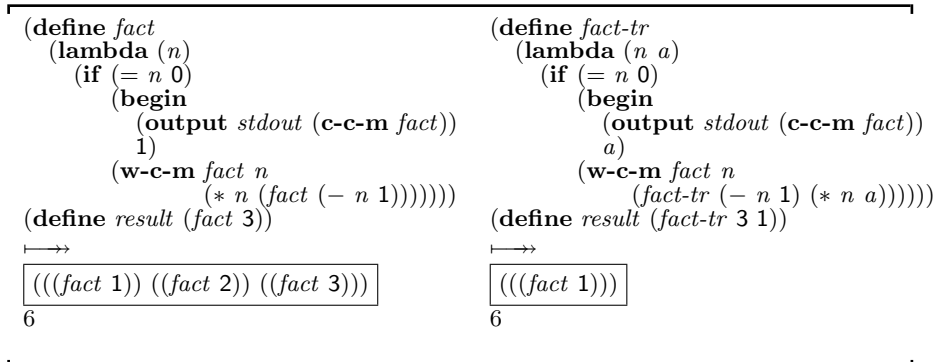 (define fact
(lambda (n)
(if (= n 0)
(begin
(output stdout (c-c-m fact))
1)
(w-c-m fact n
(∗ n (fact (− n 1)))))))
(define result (fact 3))
⟼→
(((fact 1)) ((fact 2)) ((fact 3)))
6
(define fact-tr
(lambda (n a)
(if (= n 0)
(begin
(output stdout (c-c-m fact))
a)
(w-c-m fact n
(fact-tr (− n 1) (∗ n a))))))
(define result (fact-tr 3 1))
⟼→
(((fact 1)))
6